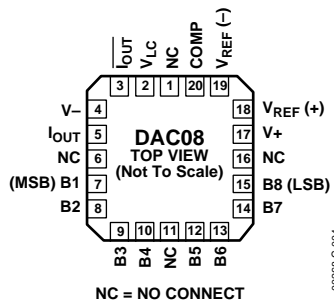 I̅O̅U̅T̅ VLC NC COMP VREF (–)
3 2 1 20 19
V– 4
IOUT 5
NC 6
(MSB) B1 7
B2 8
DAC08
TOP VIEW
(Not To Scale)
18 VREF (+)
17 V+
16 NC
15 B8 (LSB)
14 B7
9 10 11 12 13
B3 B4 NC B5 B6
NC = NO CONNECT